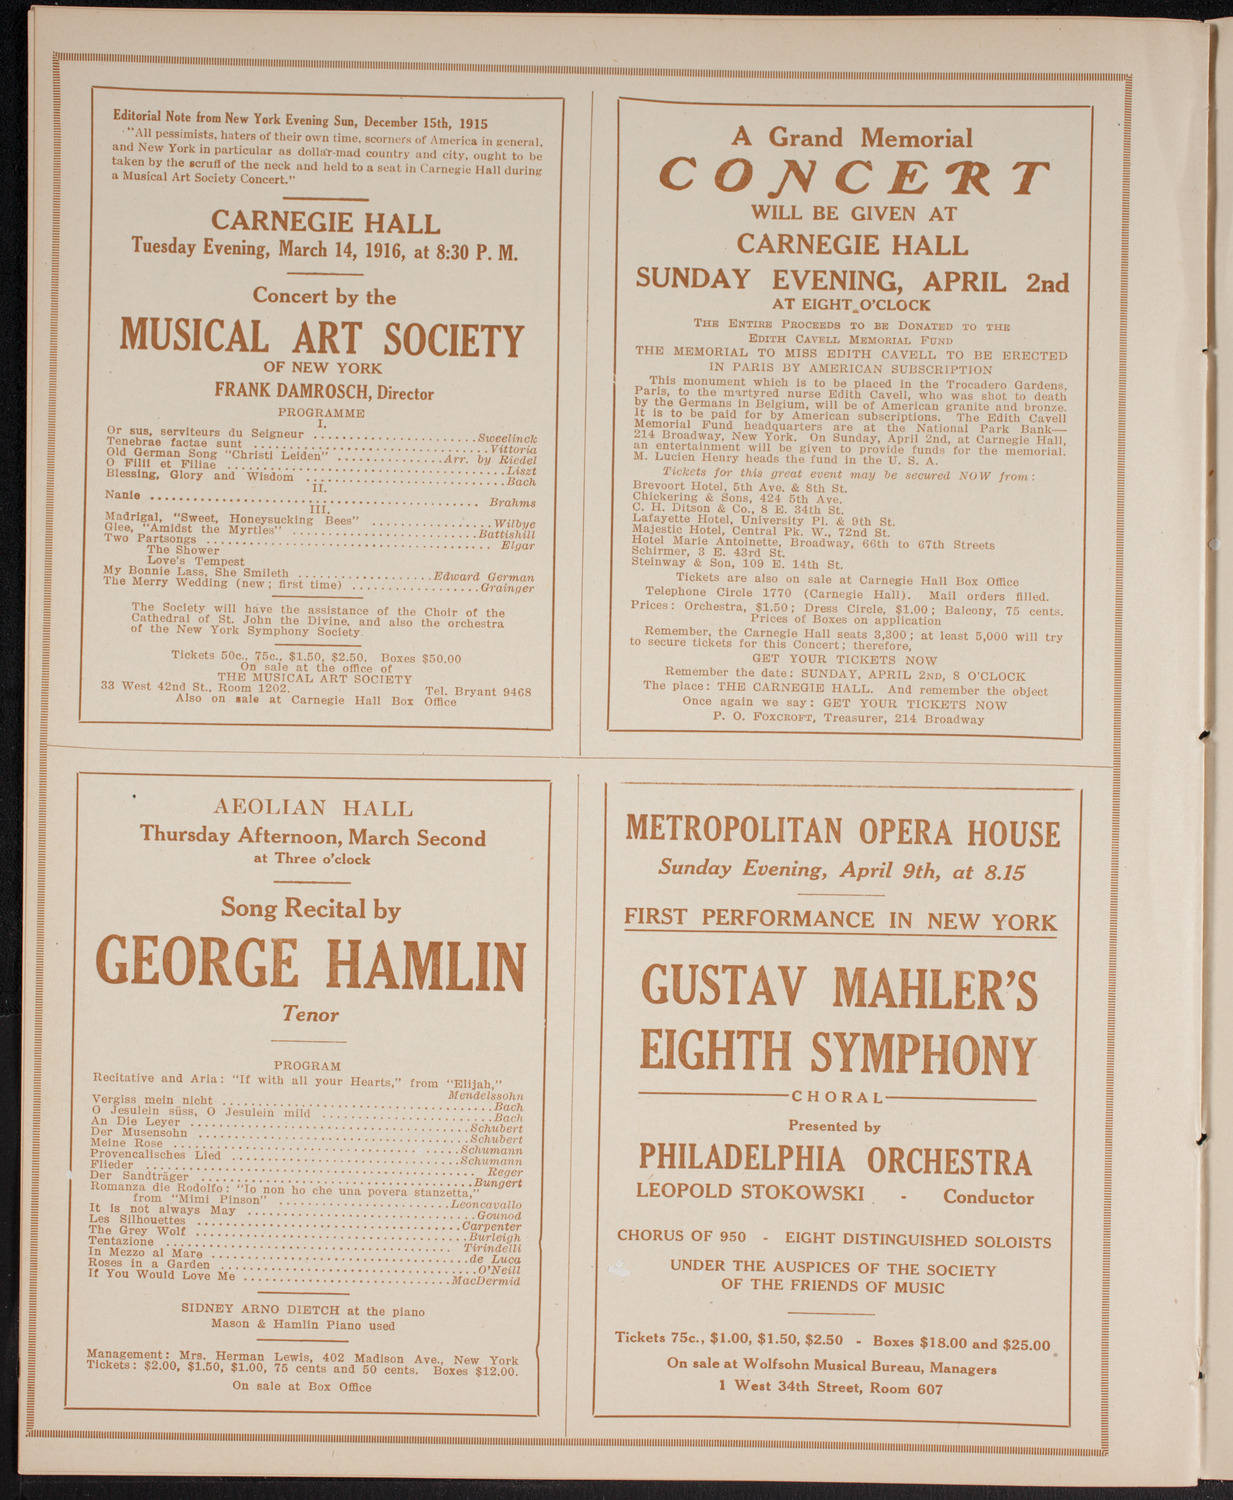 Editorial Note from New York Evening Sun, December 15th, 1915
"All pessimists, haters of their own time, scorners of America in general,
and New York in particular as dollar-mad country and city, ought to be
taken by the scruff of the neck and held to a seat in Carnegie Hall during
a Musical Art Society Concert."
CARNEGIE HALL
Tuesday Evening, March 14, 1916, at 8:30 P. M.
Concert by the
MUSICAL ART SOCIETY
OF NEW YORK
FRANK DAMROSCH, Director
PROGRAMME
I.
Or sus, serviteurs du Seigneur ........................Sweelinck
Tenebrae factae sunt ........................Vittoria
Old German Song "Christi Leiden" ................Arr. by Riedel
O Filii et Filiae ........................Liszt
Blessing, Glory and Wisdom ........................Bach
II.
Nanie ........................ Brahms
III.
Madrigal, "Sweet, Honeysucking Bees" ..................Wilbye
Glee, "Amidst the Myrtles" ........................Battishill
Two Partsongs ........................ Elgar
The Shower
Love's Tempest
My Bonnie Lass, She Smileth ....................Edward German
The Merry Wedding (new; first time) ..................Grainger
The Society will have the assistance of the Choir of the
Cathedral of St. John the Divine, and also the orchestra
of the New York Symphony Society.
Tickets 50c., 75c., $1.50, $2.50, Boxes $50.00
On sale at the office of
THE MUSICAL ART SOCIETY
33 West 42nd St., Room 1202. Tel. Bryant 9468
Also on sale at Carnegie Hall Box Office
A Grand Memorial
CONCERT
WILL BE GIVEN AT
CARNEGIE HALL
SUNDAY EVENING, APRIL 2nd
AT EIGHT O'CLOCK
THE ENTIRE PROCEEDS TO BE DONATED TO THE
EDITH CAVELL MEMORIAL FUND
THE MEMORIAL TO MISS EDITH CAVELL TO BE ERECTED
IN PARIS BY AMERICAN SUBSCRIPTION
This monument which is to be placed in the Trocadero Gardens,
Paris, to the martyred nurse Edith Cavell, who was shot to death
by the Germans in Belgium, will be of American granite and bronze.
It is to be paid for by American subscriptions. The Edith Cavell
Memorial Fund headquarters are at the National Park Bank—
214 Broadway, New York. On Sunday, April 2nd, at Carnegie Hall,
an entertainment will be given to provide funds for the memorial.
M. Lucien Henry heads the fund in the U. S. A.
Tickets for this great event may be secured NOW from:
Brevoort Hotel, 5th Ave. & 8th St.
Chickering & Sons, 424 5th Ave.
C. H. Ditson & Co., 8 E. 34th St.
Lafayette Hotel, University Pl. & 9th St.
Majestic Hotel, Central Pk. W., 72nd St.
Hotel Marie Antoinette, Broadway, 66th to 67th Streets
Schirmer, 3 E. 43rd St.
Steinway & Son, 109 E. 14th St.
Tickets are also on sale at Carnegie Hall Box Office
Telephone Circle 1770 (Carnegie Hall). Mail orders filled.
Prices: Orchestra, $1.50; Dress Circle, $1.00; Balcony, 75 cents.
Prices of Boxes on application
Remember, the Carnegie Hall seats 3,300; at least 5,000 will try
to secure tickets for this Concert; therefore,
GET YOUR TICKETS NOW
Remember the date: SUNDAY, APRIL 2ND, 8 O'CLOCK
The place: THE CARNEGIE HALL. And remember the object
Once again we say: GET YOUR TICKETS NOW
P. O. FOXCROFT, Treasurer, 214 Broadway
AEOLIAN HALL
Thursday Afternoon, March Second
at Three o'clock
Song Recital by
GEORGE HAMLIN
Tenor
PROGRAM
Recitative and Aria: "If with all your Hearts," from "Elijah,"
Mendelssohn
Vergiss mein nicht ........................Bach
O Jesulein süss, O Jesulein mild ........................Bach
An Die Leyer ........................Schubert
Der Musensohn ........................Schubert
Meine Rose ........................Schumann
Provencalisches Lied ........................Schumann
Flieder ........................ Reger
Der Sandträger ........................Bungert
Romanza die Rodolfo: "Io non ho che una povera stanzetta,"
from "Mimi Pinson" ........................Leoncavallo
It is not always May ........................Gounod
Les Silhouettes ........................Carpenter
The Grey Wolf ........................Burleigh
Tentazione ........................ Tirindelli
In Mezzo al Mare ........................de Luca
Roses in a Garden ........................O'Neill
If You Would Love Me ........................MacDermid
SIDNEY ARNO DIETCH at the piano
Mason & Hamlin Piano used
Management: Mrs. Herman Lewis, 402 Madison Ave., New York
Tickets: $2.00, $1.50, $1.00, 75 cents and 50 cents. Boxes $12.00.
On sale at Box Office
METROPOLITAN OPERA HOUSE
Sunday Evening, April 9th, at 8.15
FIRST PERFORMANCE IN NEW YORK
GUSTAV MAHLER'S
EIGHTH SYMPHONY
CHORAL
Presented by
PHILADELPHIA ORCHESTRA
LEOPOLD STOKOWSKI - Conductor
CHORUS OF 950 - EIGHT DISTINGUISHED SOLOISTS
UNDER THE AUSPICES OF THE SOCIETY
OF THE FRIENDS OF MUSIC
Tickets 75c., $1.00, $1.50, $2.50 - Boxes $18.00 and $25.00
On sale at Wolfsohn Musical Bureau, Managers
1 West 34th Street, Room 607